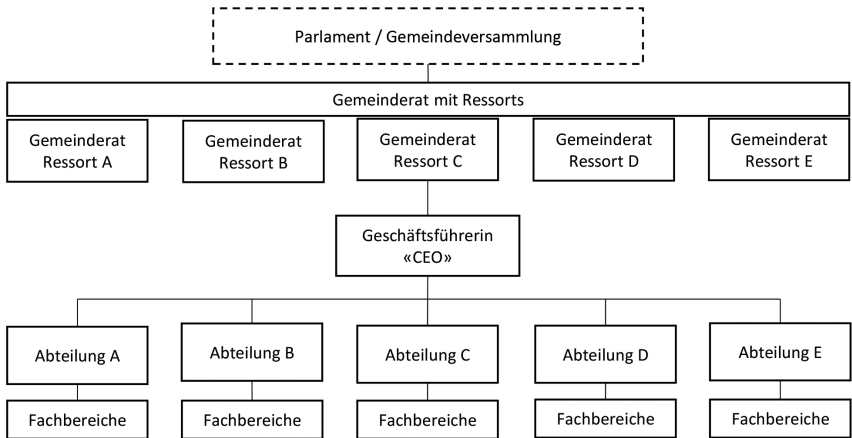 Parlament / Gemeindeversammlung
Gemeinderat mit Ressorts
Gemeinderat
Ressort A
Gemeinderat
Ressort B
Gemeinderat
Ressort C
Gemeinderat
Ressort D
Gemeinderat
Ressort E
Geschäftsführerin
«CEO»
Abteilung A
Abteilung B
Abteilung C
Abteilung D
Abteilung E
Fachbereiche
Fachbereiche
Fachbereiche
Fachbereiche
Fachbereiche